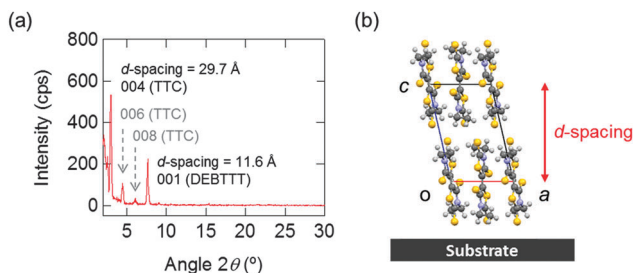 (a)
800
600
400
200
0
5
10
15
20
25
30
Intensity (cps)
Angle 2θ (º)
d-spacing = 29.7 Å
004 (TTC)
006 (TTC)
008 (TTC)
d-spacing = 11.6 Å
001 (DEBTTT)
(b)
c
d-spacing
o
a
Substrate